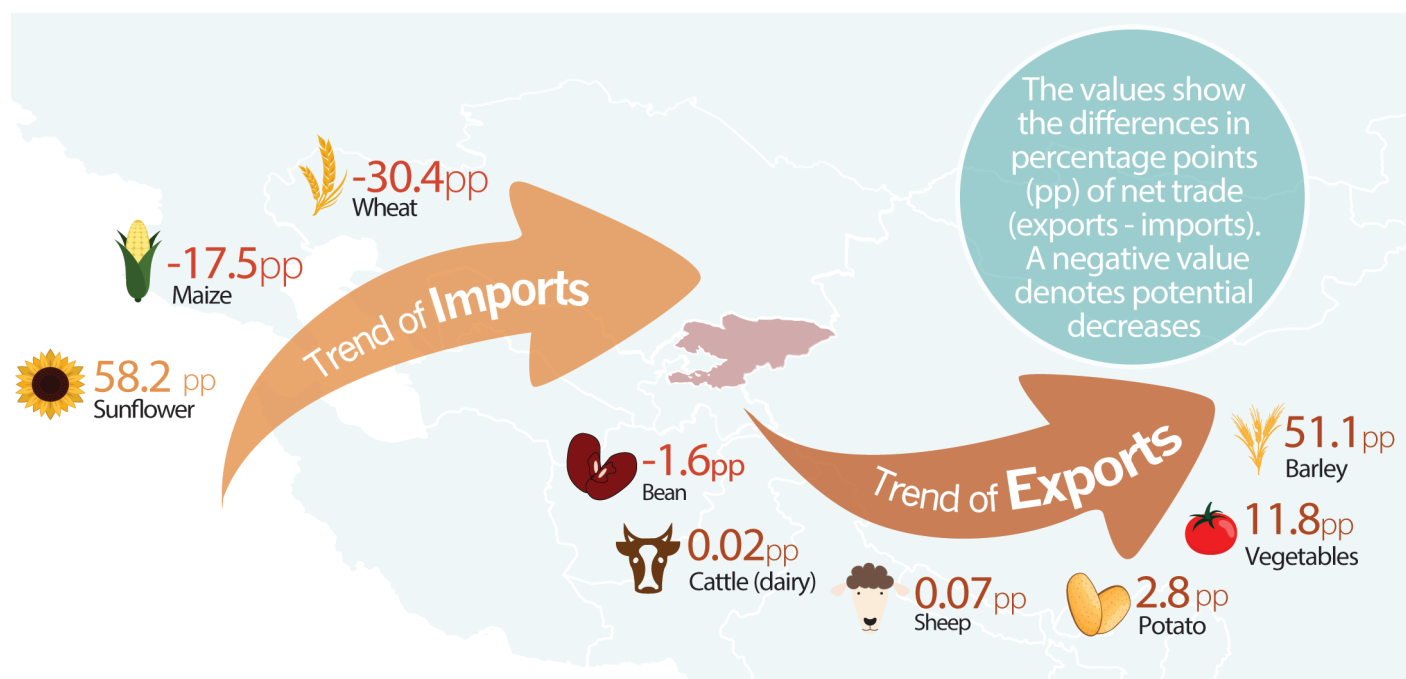 The values show
the differences in
percentage points
(pp) of net trade
(exports - imports).
A negative value
denotes potential
decreases
-30.4pp
Wheat
-17.5pp
Maize
58.2 pp
Sunflower
Trend of Imports
-1.6pp
Bean
0.02pp
Cattle (dairy)
0.07pp
Sheep
2.8 pp
Potato
11.8pp
Vegetables
51.1pp
Barley
Trend of Exports